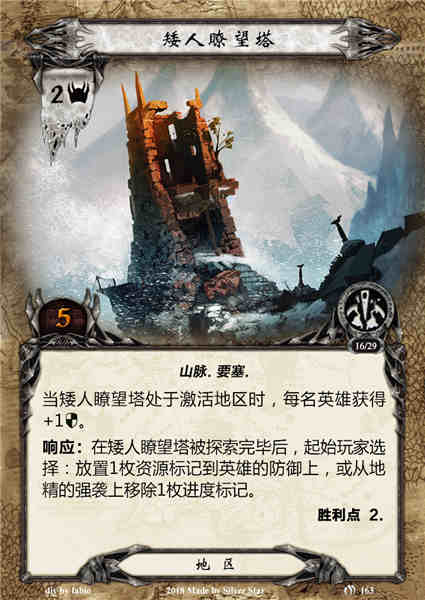 矮人瞭望塔
2
5
16/29
山脉. 要塞.
当矮人瞭望塔处于激活地区时，每名英雄获得
+1。
响应：在矮人瞭望塔被探索完毕后，起始玩家选
择：放置1枚资源标记到英雄的防御上，或从地
精的强袭上移除1枚进度标记。
胜利点 2.
地 区
diy by fabio
2018 Made by Silver Star
163